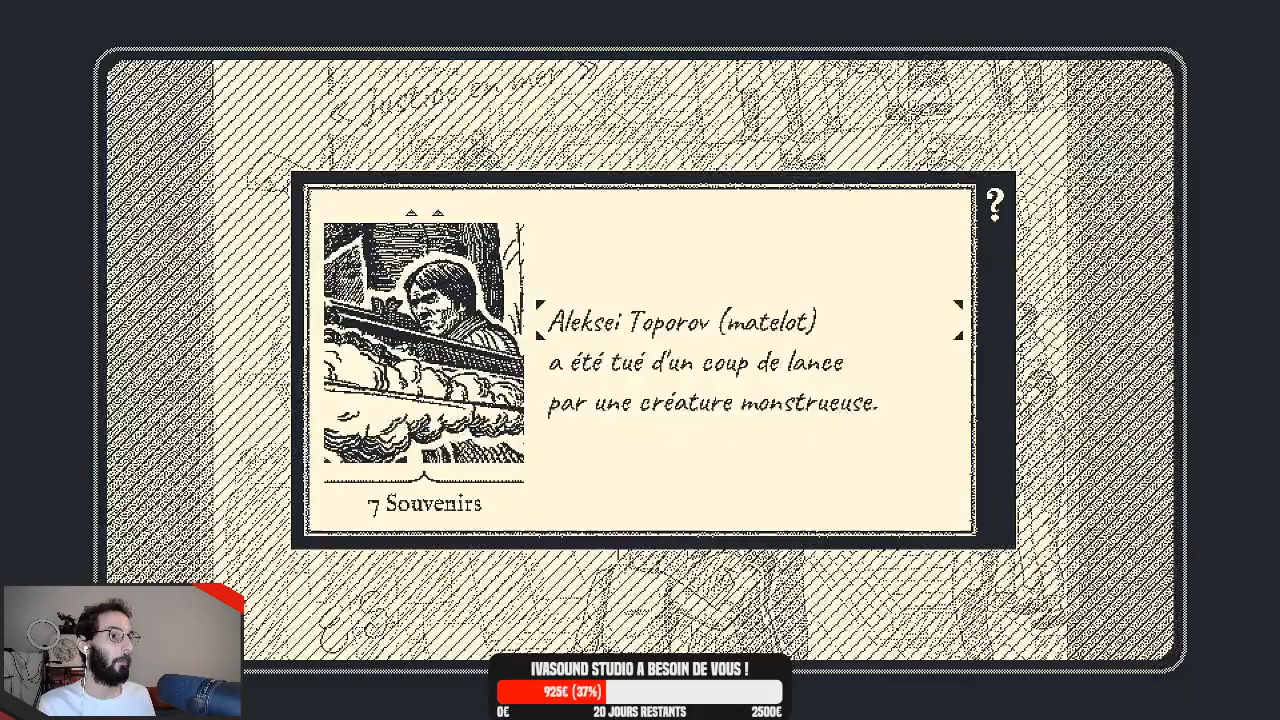 ?
Aleksei Toporov (matelot)
a été tué d'un coup de lance
par une créature monstrueuse.
7 Souvenirs
IVASOUND STUDIO A BESOIN DE VOUS !
925€ (37%)
0€ 20 JOURS RESTANTS 2500€